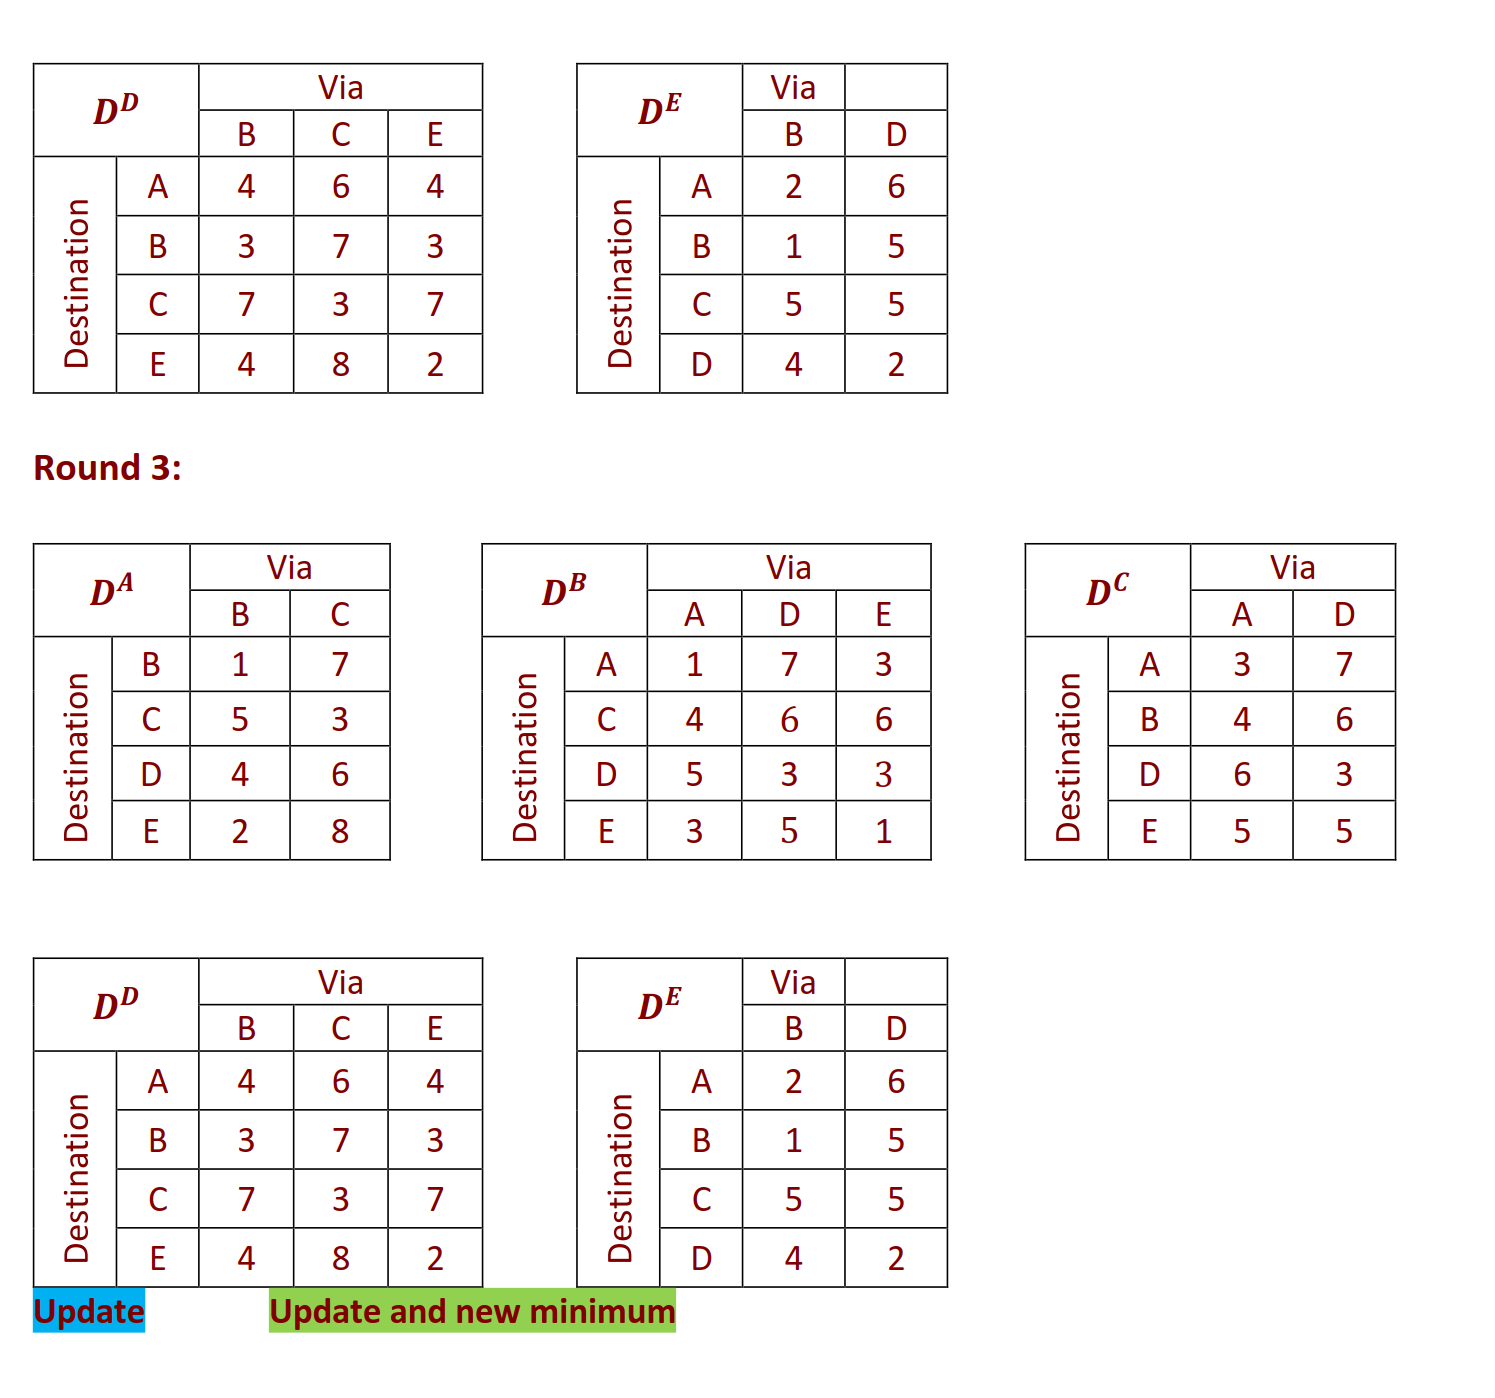 D^D Via D^E Via
B C E B D
Destination A 4 6 4 Destination A 2 6
B 3 7 3 B 1 5
C 7 3 7 C 5 5
E 4 8 2 D 4 2
Round 3:
D^A Via D^B Via D^C Via
B C A D E A D
Destination B 1 7 Destination A 1 7 3 Destination A 3 7
C 5 3 C 4 6 6 B 4 6
D 4 6 D 5 3 3 D 6 3
E 2 8 E 3 5 1 E 5 5
D^D Via D^E Via
B C E B D
Destination A 4 6 4 Destination A 2 6
B 3 7 3 B 1 5
C 7 3 7 C 5 5
E 4 8 2 D 4 2
Update Update and new minimum